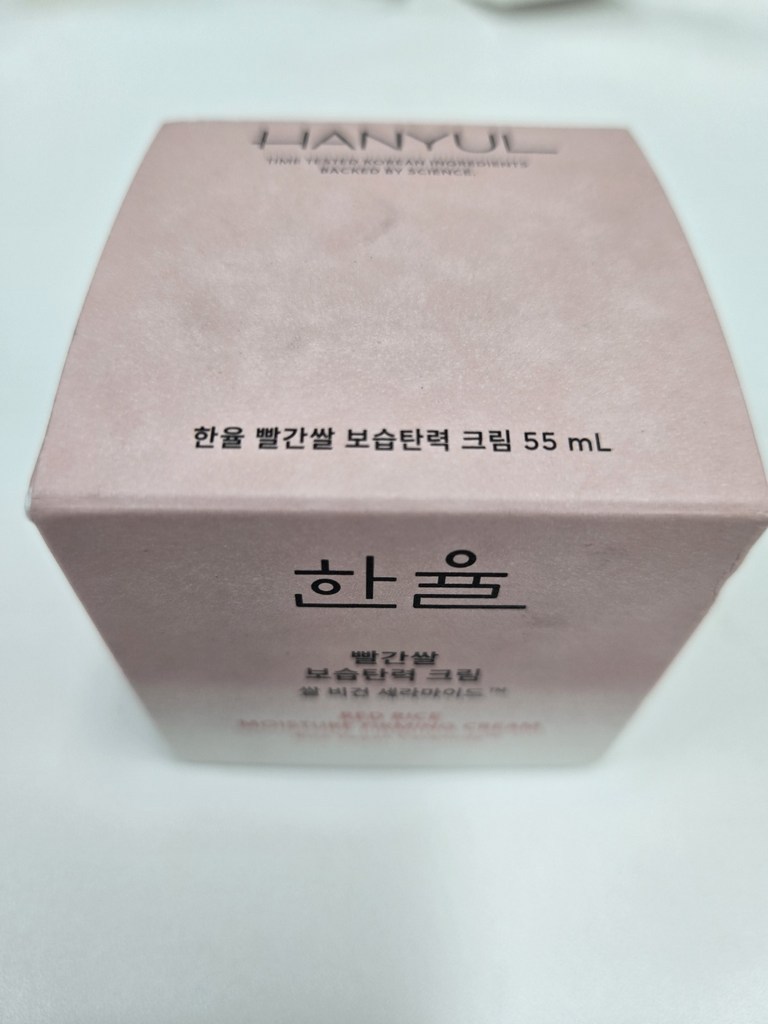 HANYUL
TIME TESTED KOREAN INGREDIENTS
BACKED BY SCIENCE.
한율 빨간쌀 보습탄력 크림 55 mL
한율
빨간쌀
보습탄력 크림
쌀 비건 세라마이드™
RED RICE
MOISTURE FIRMING CREAM